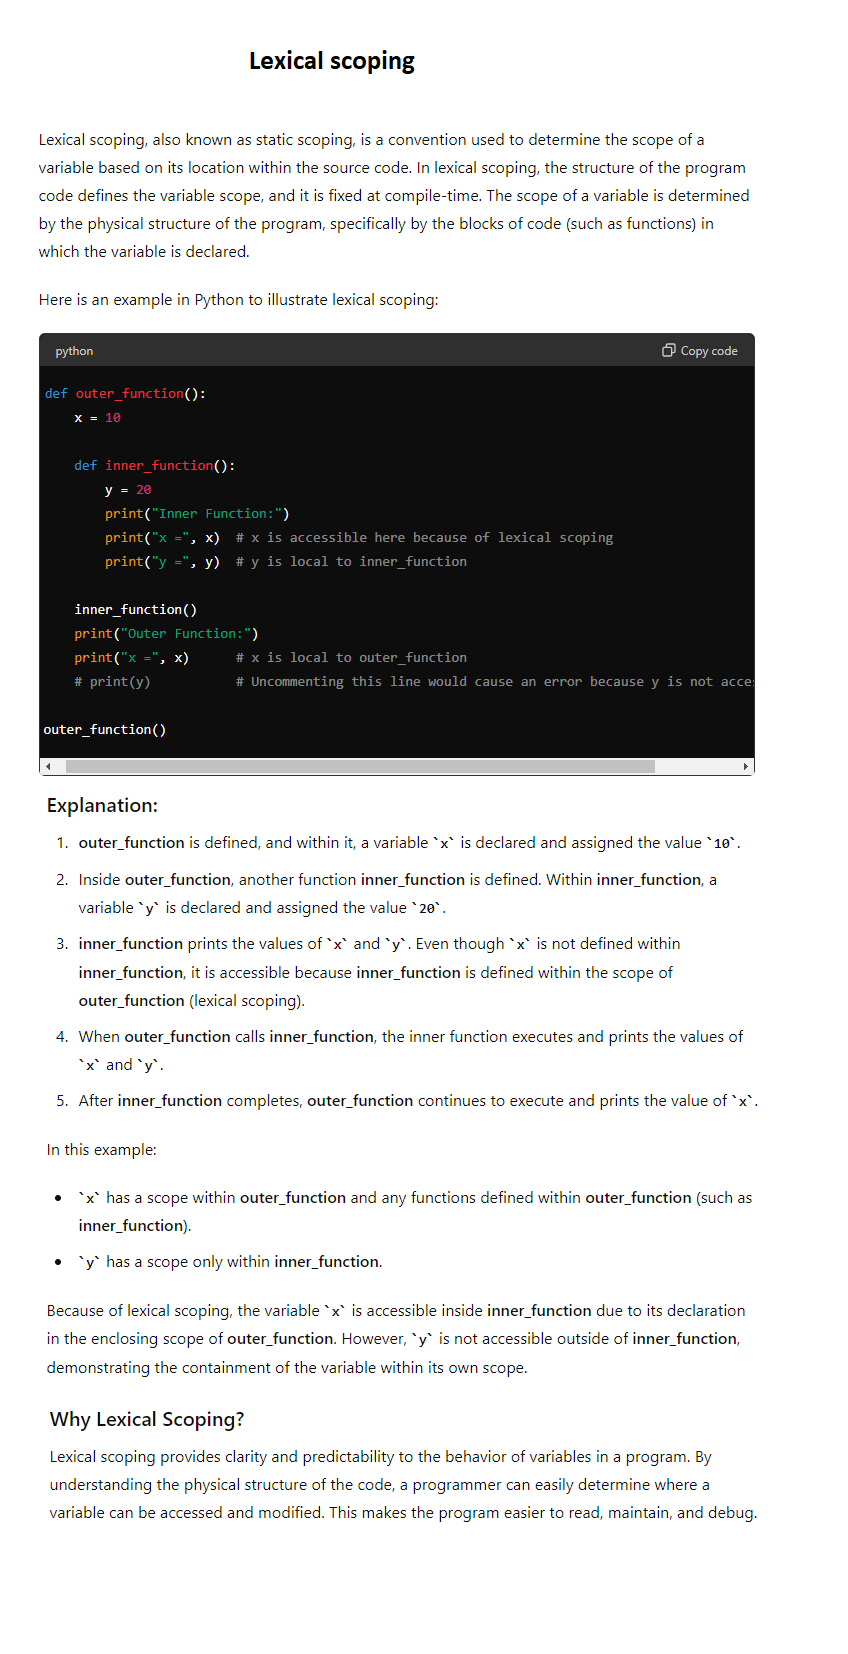 Lexical scoping
Lexical scoping, also known as static scoping, is a convention used to determine the scope of a
variable based on its location within the source code. In lexical scoping, the structure of the program
code defines the variable scope, and it is fixed at compile-time. The scope of a variable is determined
by the physical structure of the program, specifically by the blocks of code (such as functions) in
which the variable is declared.
Here is an example in Python to illustrate lexical scoping:
python Copy code
def outer_function():
    x = 10
    def inner_function():
        y = 20
        print("Inner Function:")
        print("x =", x)  # x is accessible here because of lexical scoping
        print("y =", y)  # y is local to inner_function
    inner_function()
    print("Outer Function:")
    print("x =", x)      # x is local to outer_function
    # print(y)           # Uncommenting this line would cause an error because y is not acces
outer_function()
Explanation:
1. outer_function is defined, and within it, a variable `x` is declared and assigned the value `10`.
2. Inside outer_function, another function inner_function is defined. Within inner_function, a
variable `y` is declared and assigned the value `20`.
3. inner_function prints the values of `x` and `y`. Even though `x` is not defined within
inner_function, it is accessible because inner_function is defined within the scope of
outer_function (lexical scoping).
4. When outer_function calls inner_function, the inner function executes and prints the values of
`x` and `y`.
5. After inner_function completes, outer_function continues to execute and prints the value of `x`.
In this example:
• `x` has a scope within outer_function and any functions defined within outer_function (such as
inner_function).
• `y` has a scope only within inner_function.
Because of lexical scoping, the variable `x` is accessible inside inner_function due to its declaration
in the enclosing scope of outer_function. However, `y` is not accessible outside of inner_function,
demonstrating the containment of the variable within its own scope.
Why Lexical Scoping?
Lexical scoping provides clarity and predictability to the behavior of variables in a program. By
understanding the physical structure of the code, a programmer can easily determine where a
variable can be accessed and modified. This makes the program easier to read, maintain, and debug.